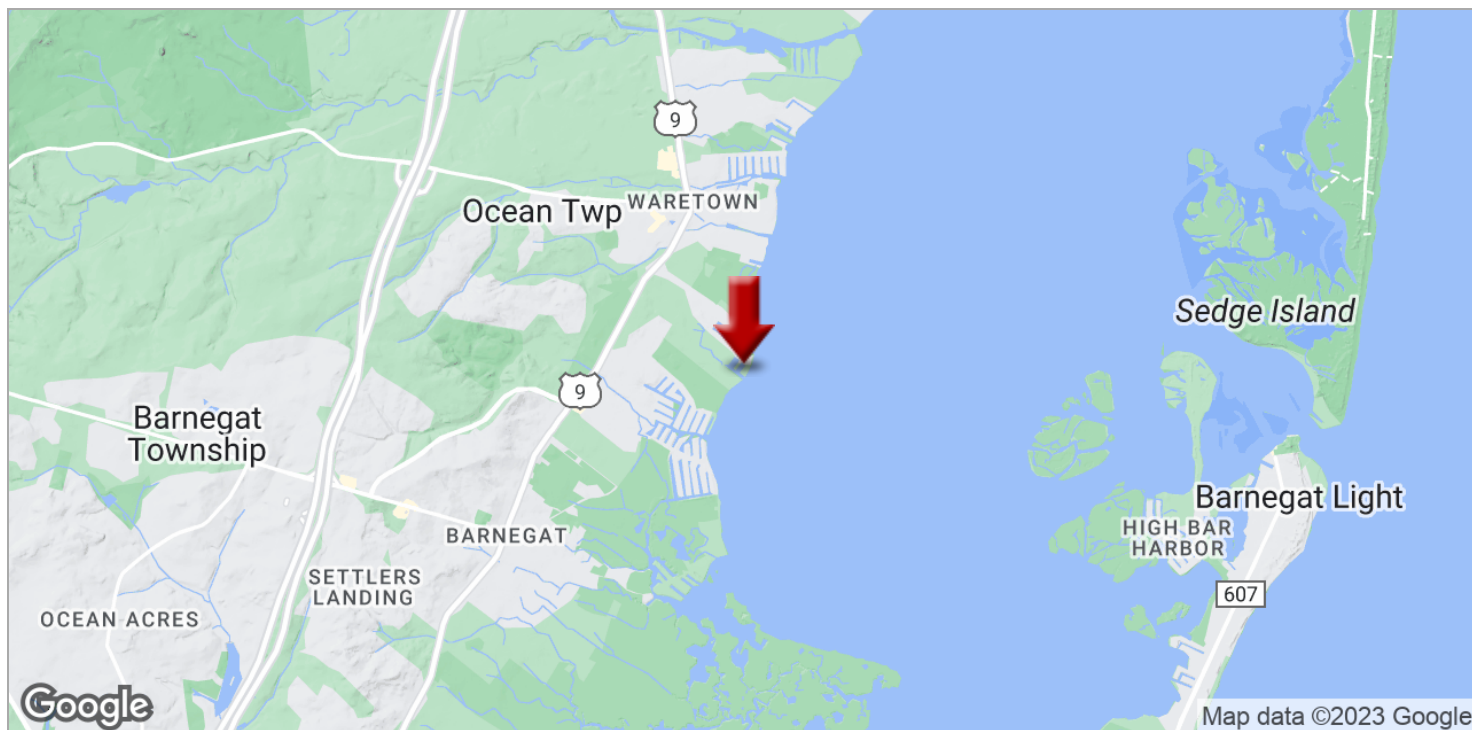 9
Ocean Twp
WARETOWN
Sedge Island
9
Barnegat
Township
Barnegat Light
BARNEGAT
HIGH BAR
HARBOR
SETTLERS
LANDING
607
OCEAN ACRES
Google
Map data ©2023 Google